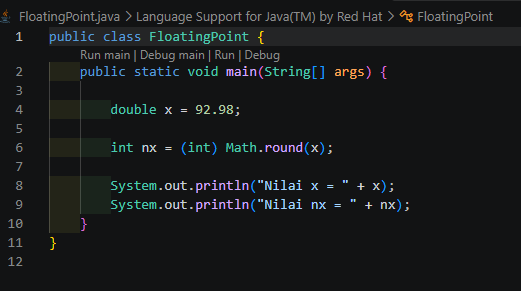 FloatingPoint.java > Language Support for Java(TM) by Red Hat > FloatingPoint
1 public class FloatingPoint {
Run main | Debug main | Run | Debug
2     public static void main(String[] args) {
3
4         double x = 92.98;
5
6         int nx = (int) Math.round(x);
7
8         System.out.println("Nilai x = " + x);
9         System.out.println("Nilai nx = " + nx);
10     }
11 }
12